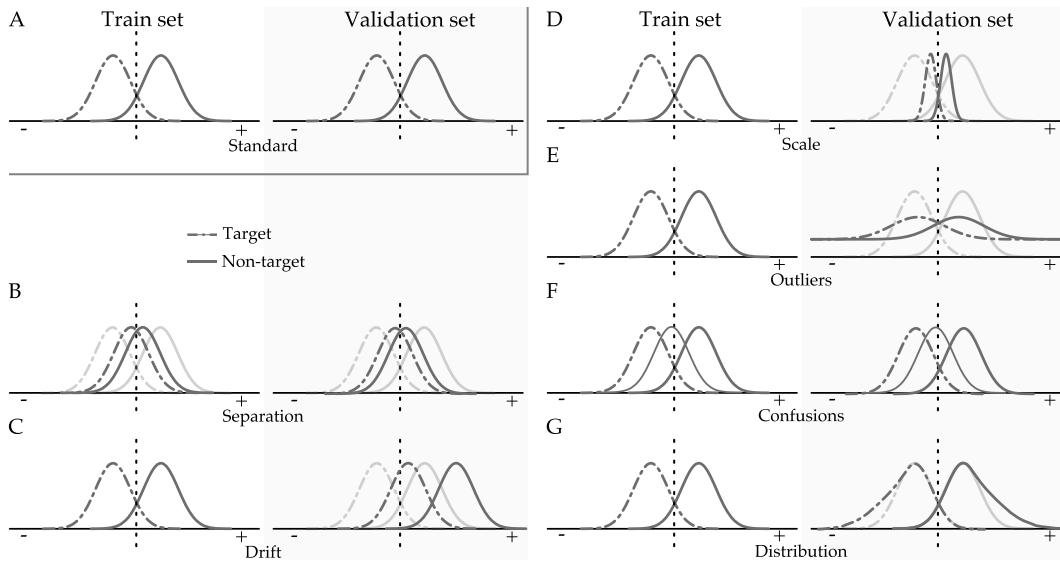 A Train set Validation set
- + - +
Standard
Target
Non-target
B
- + - +
Separation
C
- + - +
Drift
D Train set Validation set
- + - +
Scale
E
- + - +
Outliers
F
- + - +
Confusions
G
- + - +
Distribution